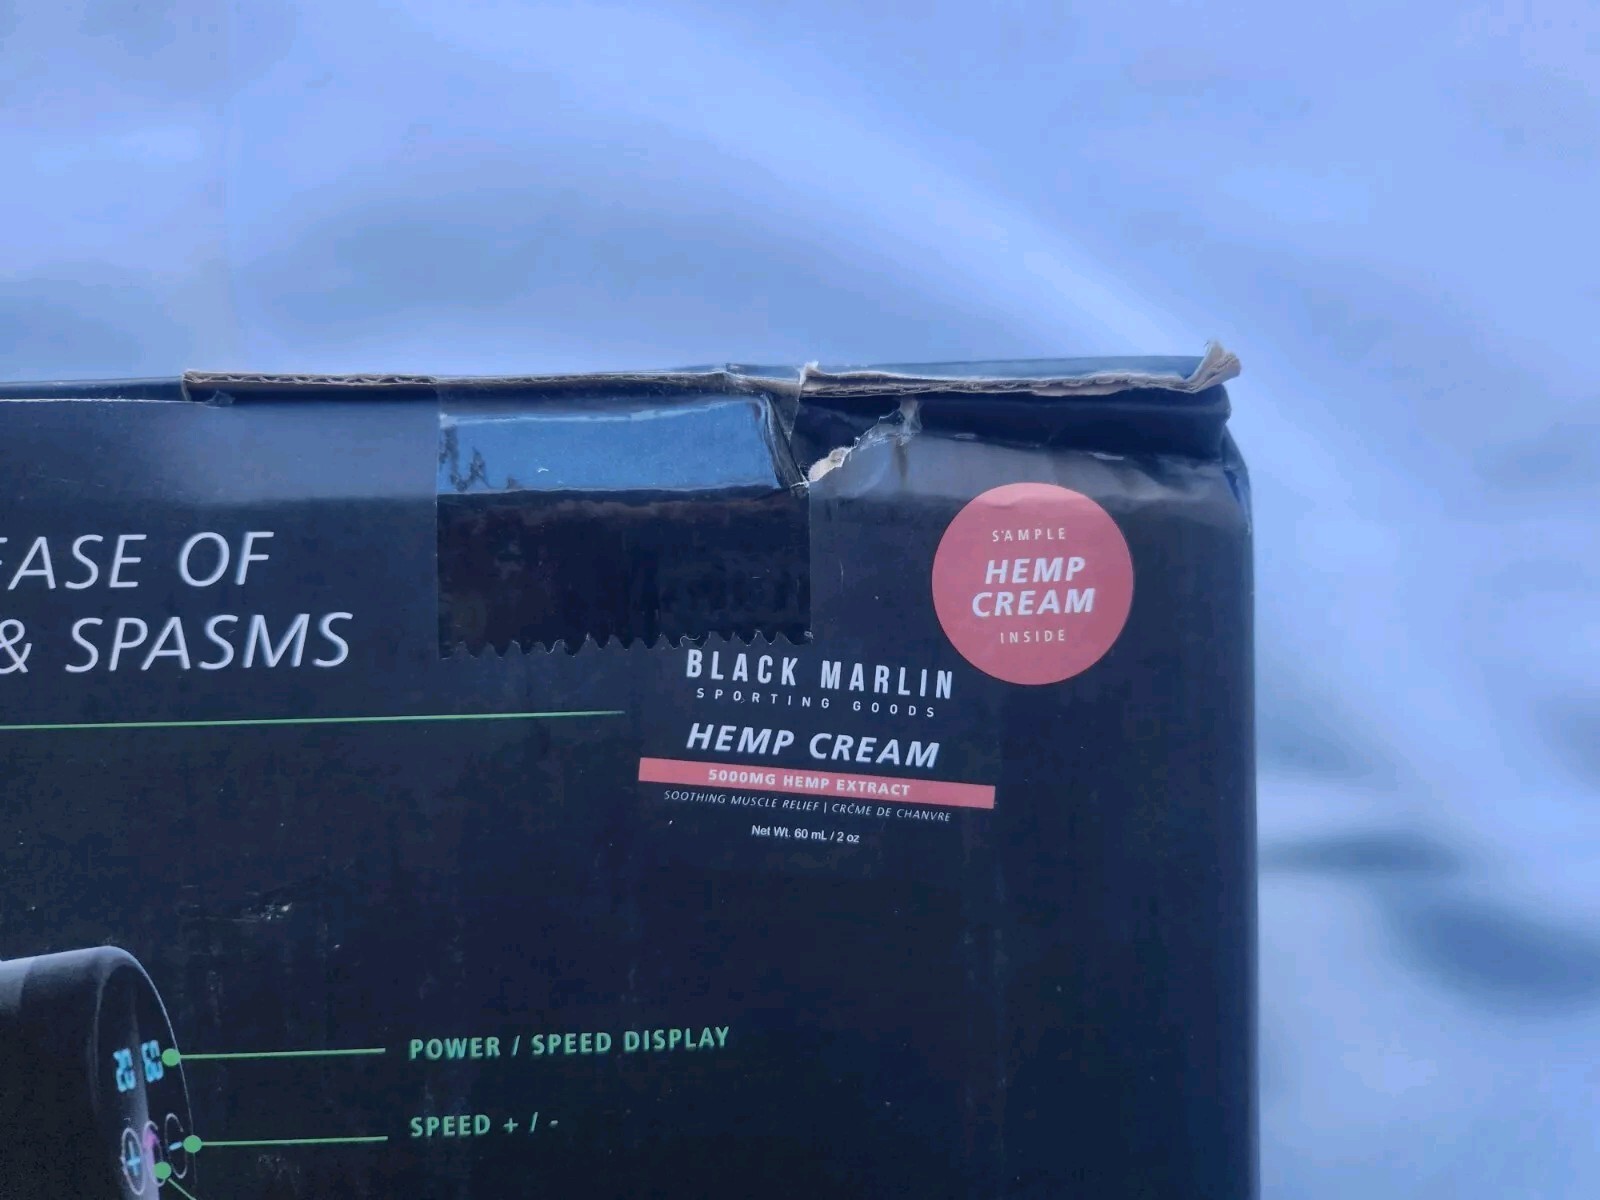 EASE OF
& SPASMS
SAMPLE
HEMP
CREAM
INSIDE
BLACK MARLIN
SPORTING GOODS
HEMP CREAM
5000MG HEMP EXTRACT
SOOTHING MUSCLE RELIEF | CRÈME DE CHANVRE
Net Wt. 60 mL / 2 oz
POWER / SPEED DISPLAY
SPEED + / -